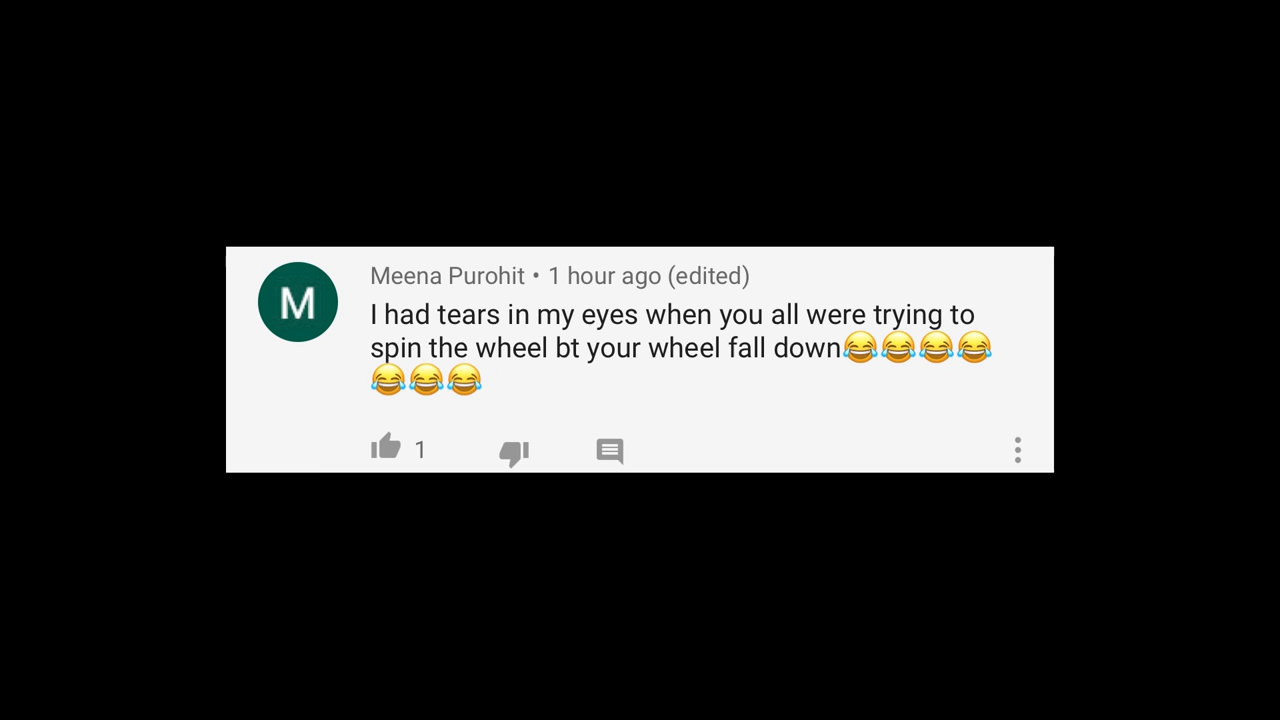 M
Meena Purohit • 1 hour ago (edited)
I had tears in my eyes when you all were trying to
spin the wheel bt your wheel fall down😂😂😂😂
😂😂😂
1